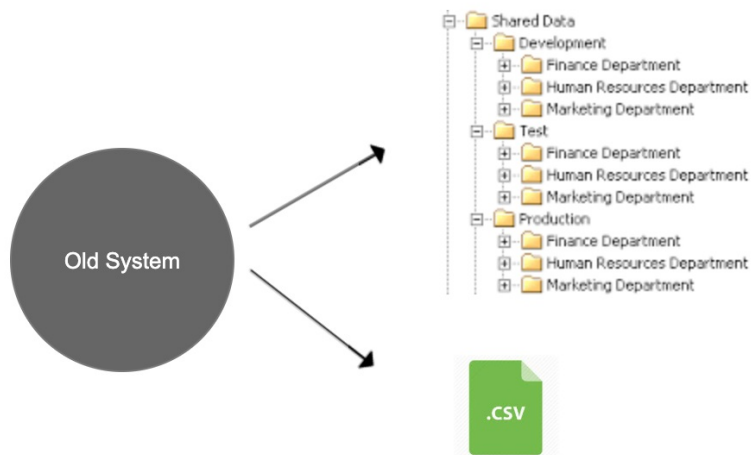 Shared Data
Development
Finance Department
Human Resources Department
Marketing Department
Test
Finance Department
Human Resources Department
Marketing Department
Production
Finance Department
Human Resources Department
Marketing Department
Old System
.CSV